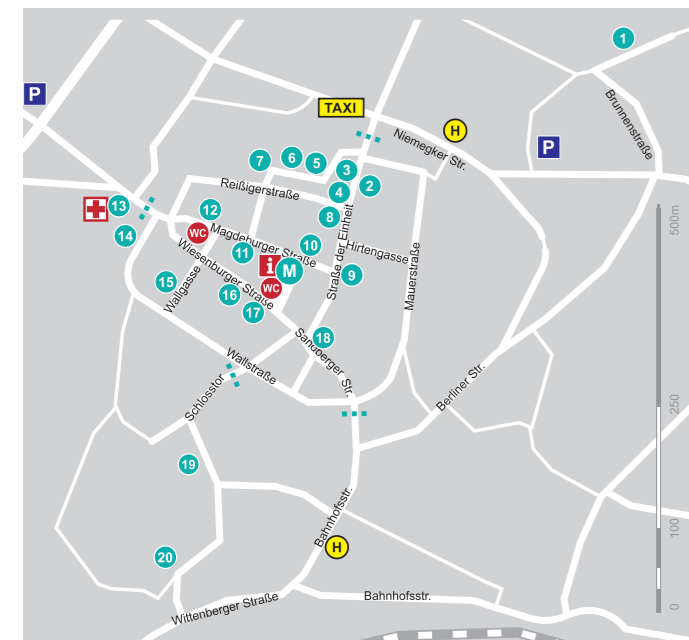 1
P
TAXI
H
Brunnenstraße
Niemegker Str.
P
7
6
5
3
4
2
Reißigerstraße
13
12
8
500m
14
WC
Magdeburger Straße
10
Hirtengasse
Straße der Einheit
Mauerstraße
11
Wiesenburger Straße
i
M
9
WC
15
Wallgasse
16
17
18
Sandberger Str.
Wallstraße
Schlosstor
Berliner Str.
250
19
100
Bahnhofsstr.
H
20
Wittenberger Straße
Bahnhofsstr.
0